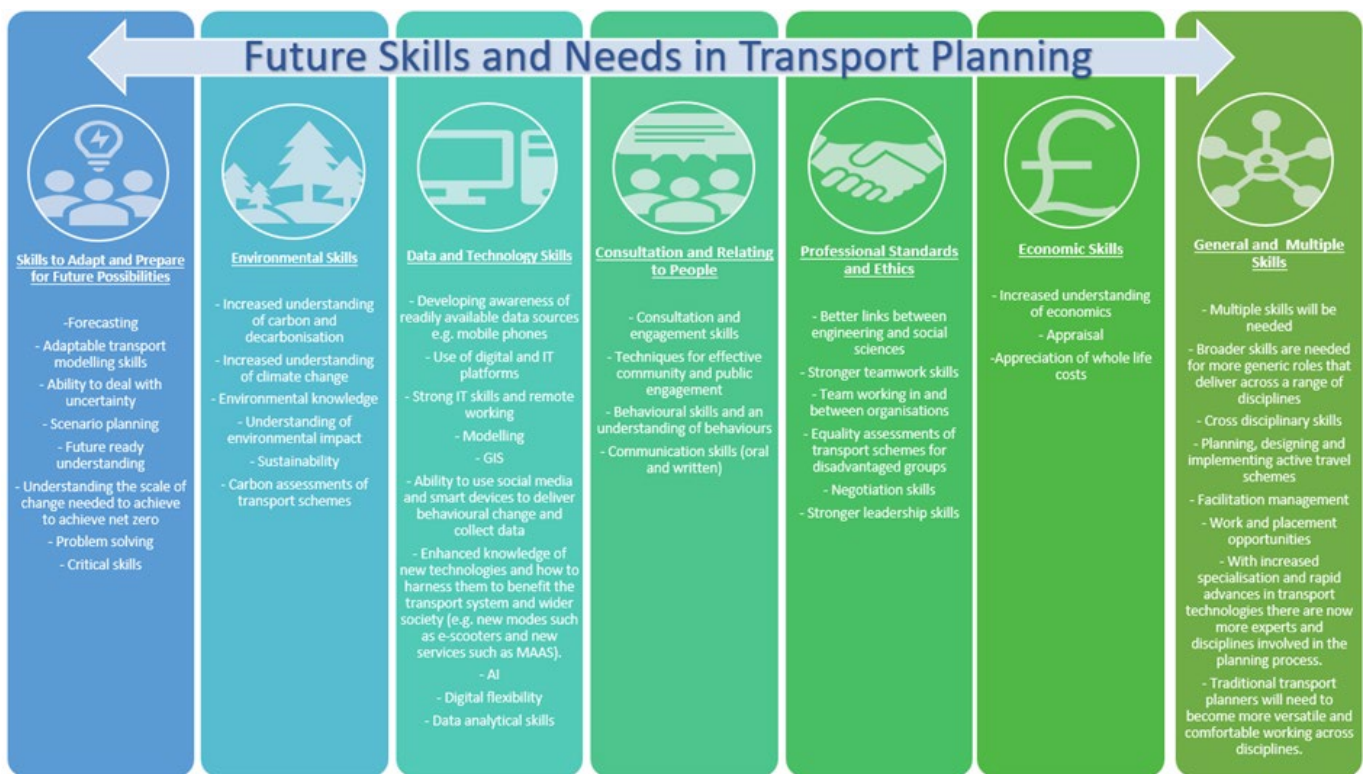 Future Skills and Needs in Transport Planning
Skills to Adapt and Prepare
for Future Possibilities
-Forecasting
- Adaptable transport
modelling skills
- Ability to deal with
uncertainty
- Scenario planning
- Future ready
understanding
- Understanding the scale of
change needed to achieve
to achieve net zero
- Problem solving
- Critical skills
Environmental Skills
- Increased understanding
of carbon and
decarbonisation
- Increased understanding
of climate change
- Environmental knowledge
- Understanding of
environmental impact
- Sustainability
- Carbon assessments of
transport schemes
Data and Technology Skills
- Developing awareness of
readily available data sources
e.g. mobile phones
- Use of digital and IT
platforms
- Strong IT skills and remote
working
- Modelling
- GIS
- Ability to use social media
and smart devices to deliver
behavioural change and
collect data
- Enhanced knowledge of
new technologies and how to
harness them to benefit the
transport system and wider
society (e.g. new modes such
as e-scooters and new
services such as MAAS).
- AI
- Digital flexibility
- Data analytical skills
Consultation and Relating
to People
- Consultation and
engagement skills
- Techniques for effective
community and public
engagement
- Behavioural skills and an
understanding of behaviours
- Communication skills (oral
and written)
Professional Standards
and Ethics
- Better links between
engineering and social
sciences
- Stronger teamwork skills
- Team working in and
between organisations
- Equality assessments of
transport schemes for
disadvantaged groups
- Negotiation skills
- Stronger leadership skills
£
Economic Skills
- Increased understanding
of economics
- Appraisal
-Appreciation of whole life
costs
General and Multiple
Skills
- Multiple skills will be
needed
- Broader skills are needed
for more generic roles that
deliver across a range of
disciplines
- Cross disciplinary skills
- Planning, designing and
implementing active travel
schemes
- Facilitation management
- Work and placement
opportunities
- With increased
specialisation and rapid
advances in transport
technologies there are now
more experts and
disciplines involved in the
planning process.
- Traditional transport
planners will need to
become more versatile and
comfortable working across
disciplines.